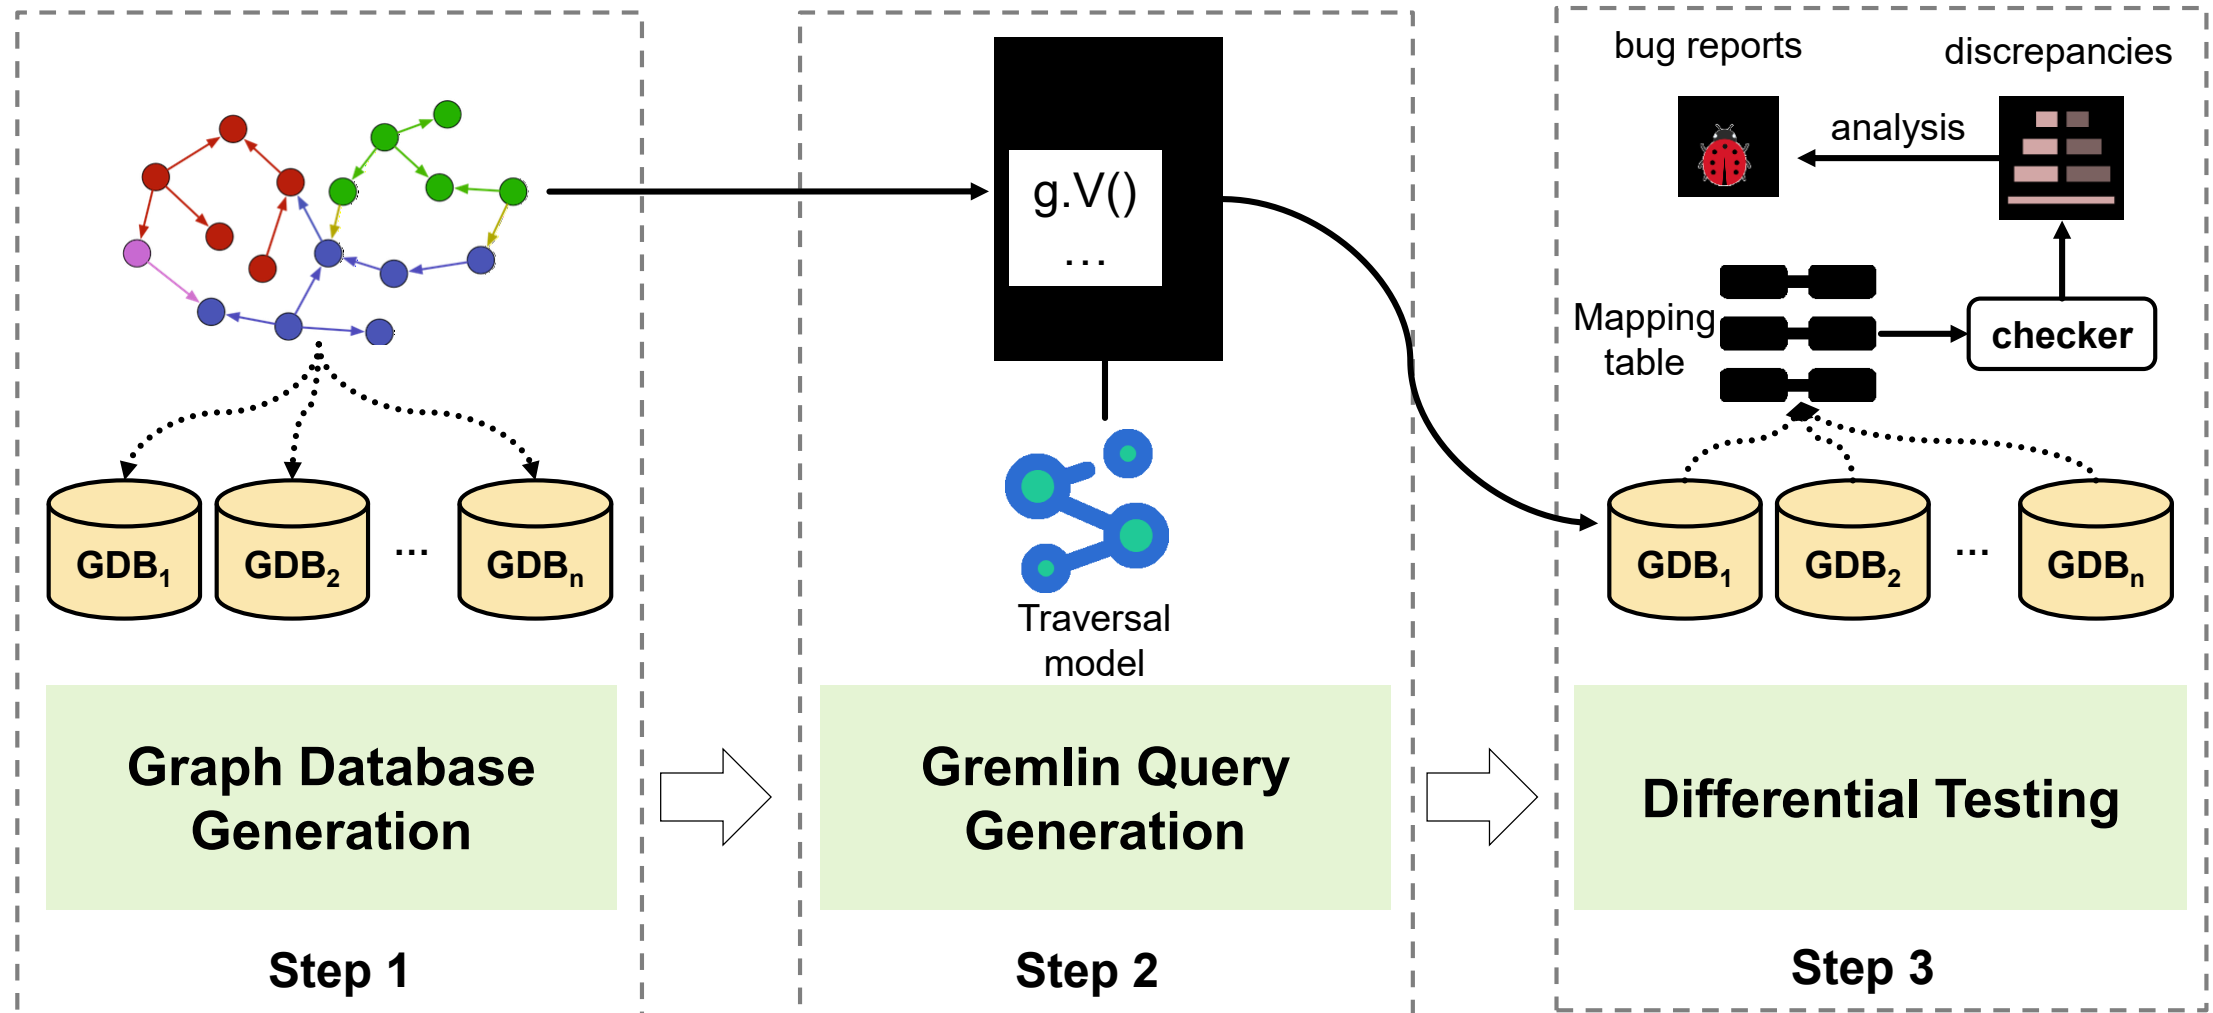 GDB1
GDB2
...
GDBn
Graph Database
Generation
Step 1
g.V()
...
Traversal
model
Gremlin Query
Generation
Step 2
bug reports
discrepancies
analysis
Mapping
table
checker
GDB1
GDB2
...
GDBn
Differential Testing
Step 3